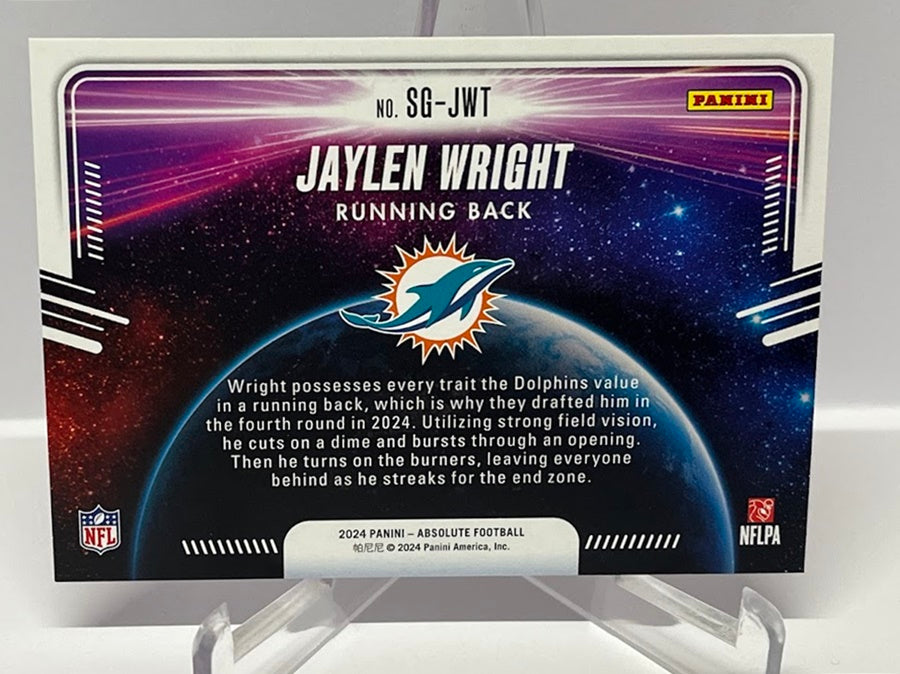 NO. SG-JWT
PANINI
JAYLEN WRIGHT
RUNNING BACK
Wright possesses every trait the Dolphins value
in a running back, which is why they drafted him in
the fourth round in 2024. Utilizing strong field vision,
he cuts on a dime and bursts through an opening.
Then he turns on the burners, leaving everyone
behind as he streaks for the end zone.
NFL
2024 PANINI – ABSOLUTE FOOTBALL
帕尼尼 © 2024 Panini America, Inc.
NFLPA